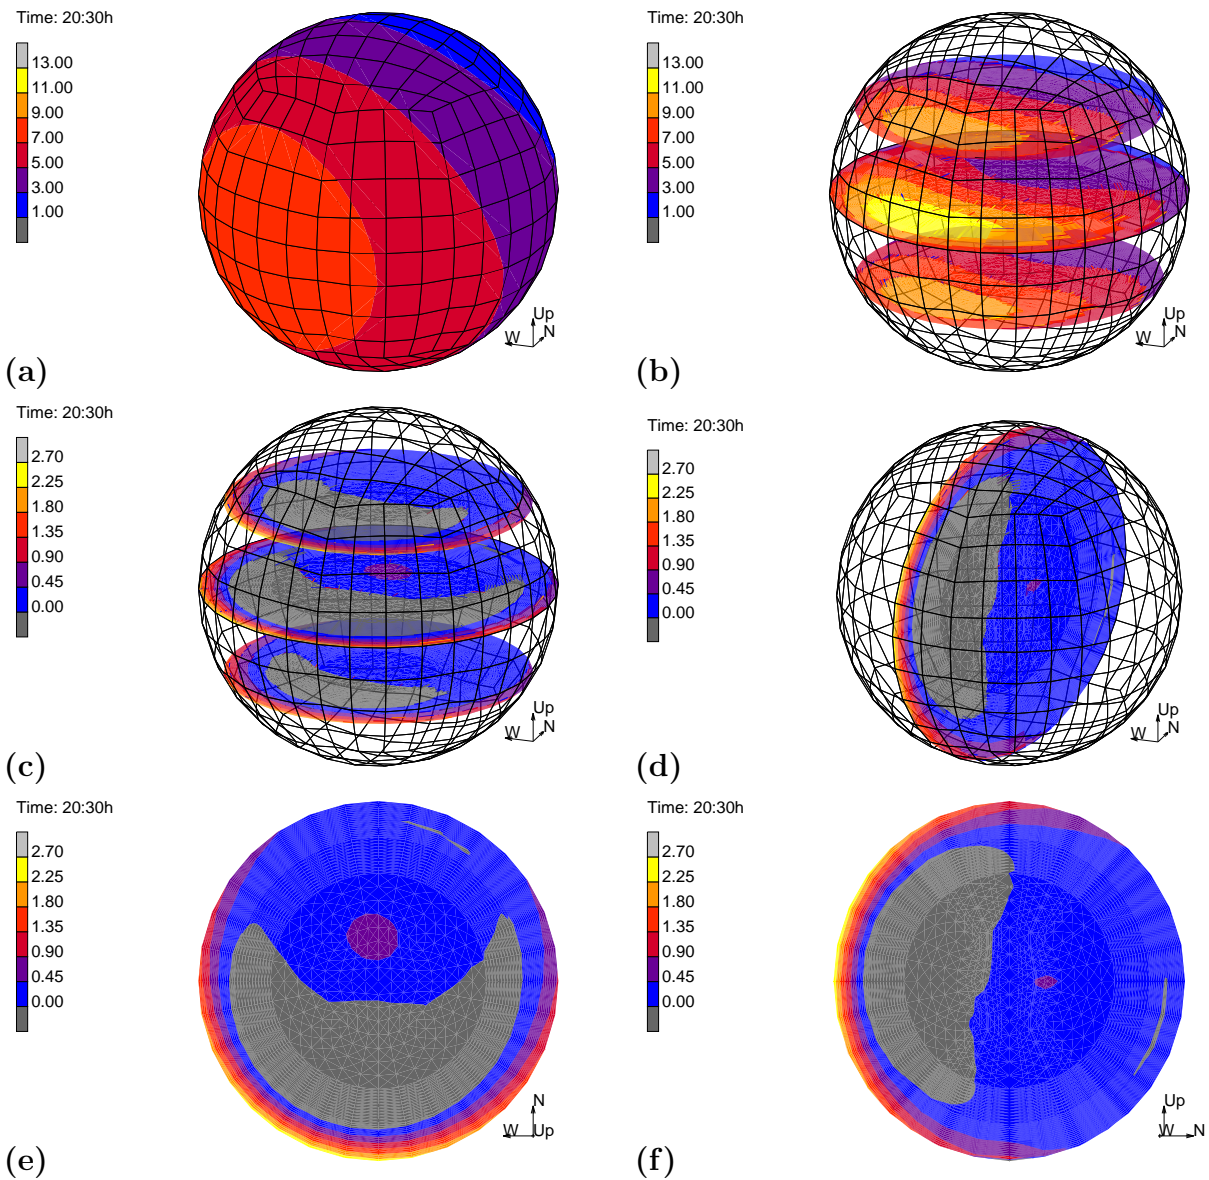 Time: 20:30h
13.00
11.00
9.00
7.00
5.00
3.00
1.00
Up
W
N
(a)
Time: 20:30h
13.00
11.00
9.00
7.00
5.00
3.00
1.00
Up
W
N
(b)
Time: 20:30h
2.70
2.25
1.80
1.35
0.90
0.45
0.00
Up
W
N
(c)
Time: 20:30h
2.70
2.25
1.80
1.35
0.90
0.45
0.00
Up
W
N
(d)
Time: 20:30h
2.70
2.25
1.80
1.35
0.90
0.45
0.00
N
W Up
(e)
Time: 20:30h
2.70
2.25
1.80
1.35
0.90
0.45
0.00
Up
W N
(f)